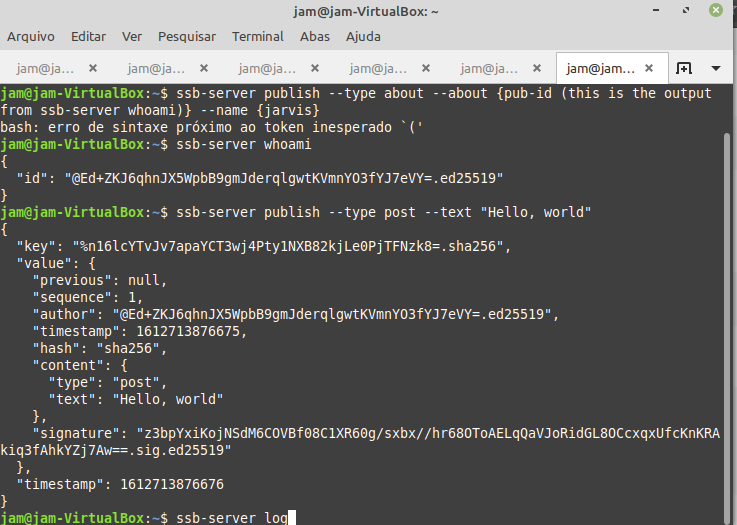 jam@jam-VirtualBox: ~
Arquivo Editar Ver Pesquisar Terminal Abas Ajuda
jam@ja... jam@ja... jam@ja... jam@ja... jam@ja... jam@jam...
jam@jam-VirtualBox:~$ ssb-server publish --type about --about {pub-id (this is the output
from ssb-server whoami)} --name {jarvis}
bash: erro de sintaxe próximo ao token inesperado `('
jam@jam-VirtualBox:~$ ssb-server whoami
{
  "id": "@Ed+ZKJ6qhnJX5WpbB9gmJderqlgwtKVmnYO3fYJ7eVY=.ed25519"
}
jam@jam-VirtualBox:~$ ssb-server publish --type post --text "Hello, world"
{
  "key": "%n16lcYTvJv7apaYCT3wj4Pty1NXB82kjLe0PjTFNzk8=.sha256",
  "value": {
    "previous": null,
    "sequence": 1,
    "author": "@Ed+ZKJ6qhnJX5WpbB9gmJderqlgwtKVmnYO3fYJ7eVY=.ed25519",
    "timestamp": 1612713876675,
    "hash": "sha256",
    "content": {
      "type": "post",
      "text": "Hello, world"
    },
    "signature": "z3bpYxiKojNSdM6COVBf08C1XR60g/sxbx//hr68OToAELqQaVJoRidGL8OCcxqxUfcKnKRA
kiq3fAhkYZj7Aw==.sig.ed25519"
  },
  "timestamp": 1612713876676
}
jam@jam-VirtualBox:~$ ssb-server log